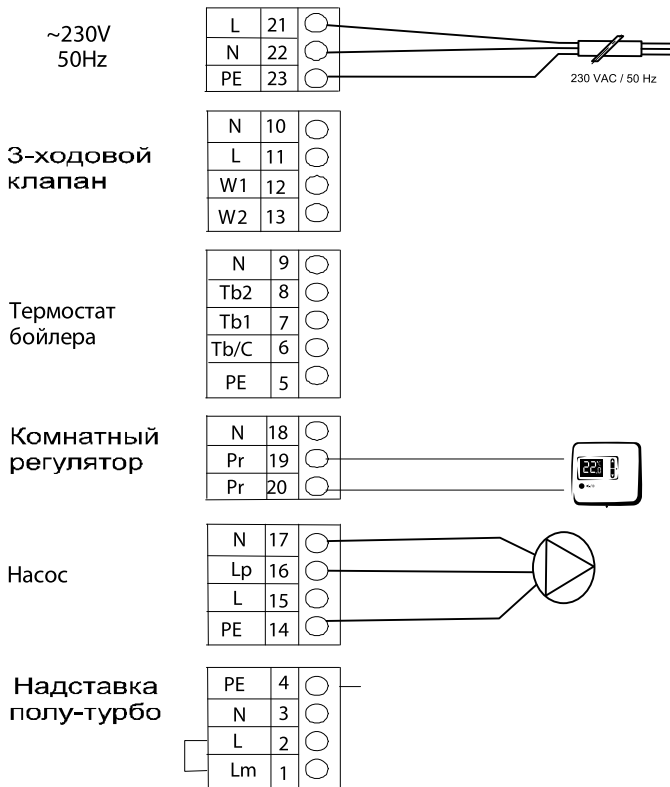 ~230V
50Hz
L 21
N 22
PE 23
230 VAC / 50 Hz
3-ходовой
клапан
N 10
L 11
W1 12
W2 13
Термостат
бойлера
N 9
Tb2 8
Tb1 7
Tb/C 6
PE 5
Комнатный
регулятор
N 18
Pr 19
Pr 20
Насос
N 17
Lp 16
L 15
PE 14
Надставка
полу-турбо
PE 4
N 3
L 2
Lm 1